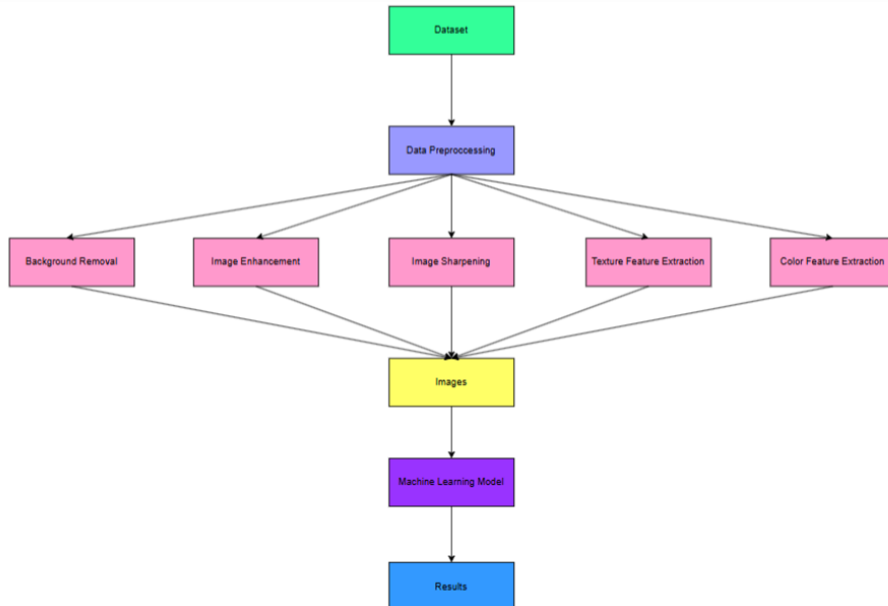 Dataset
Data Preproccessing
Background Removal
Image Enhancement
Image Sharpening
Texture Feature Extraction
Color Feature Extraction
Images
Machine Learning Model
Results